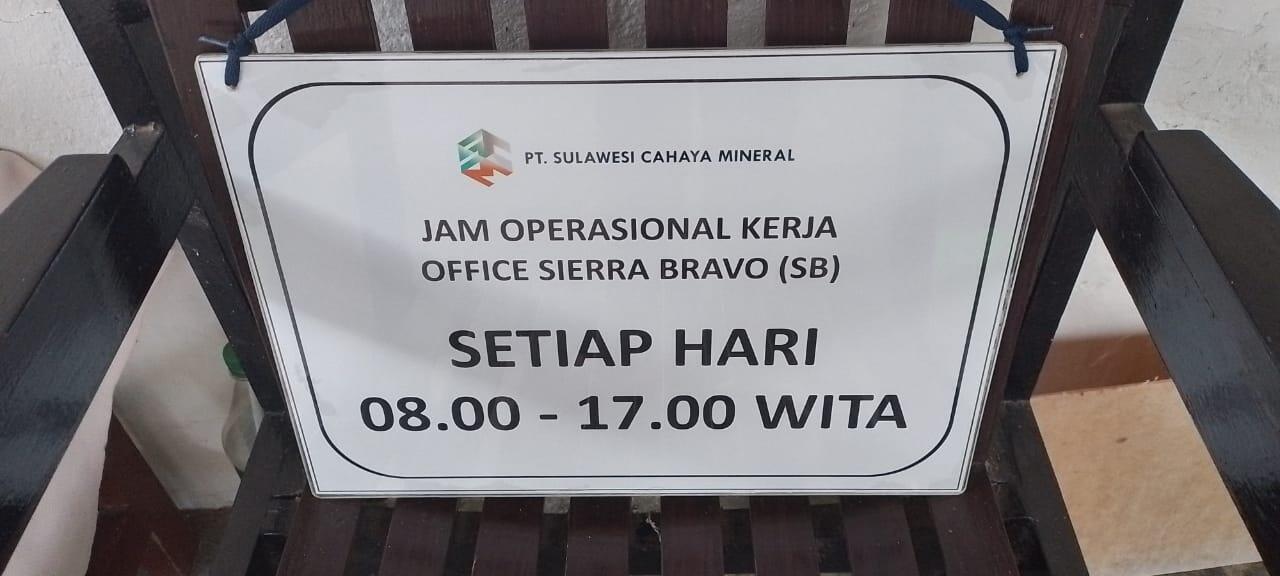 PT. SULAWESI CAHAYA MINERAL
JAM OPERASIONAL KERJA
OFFICE SIERRA BRAVO (SB)
SETIAP HARI
08.00 - 17.00 WITA